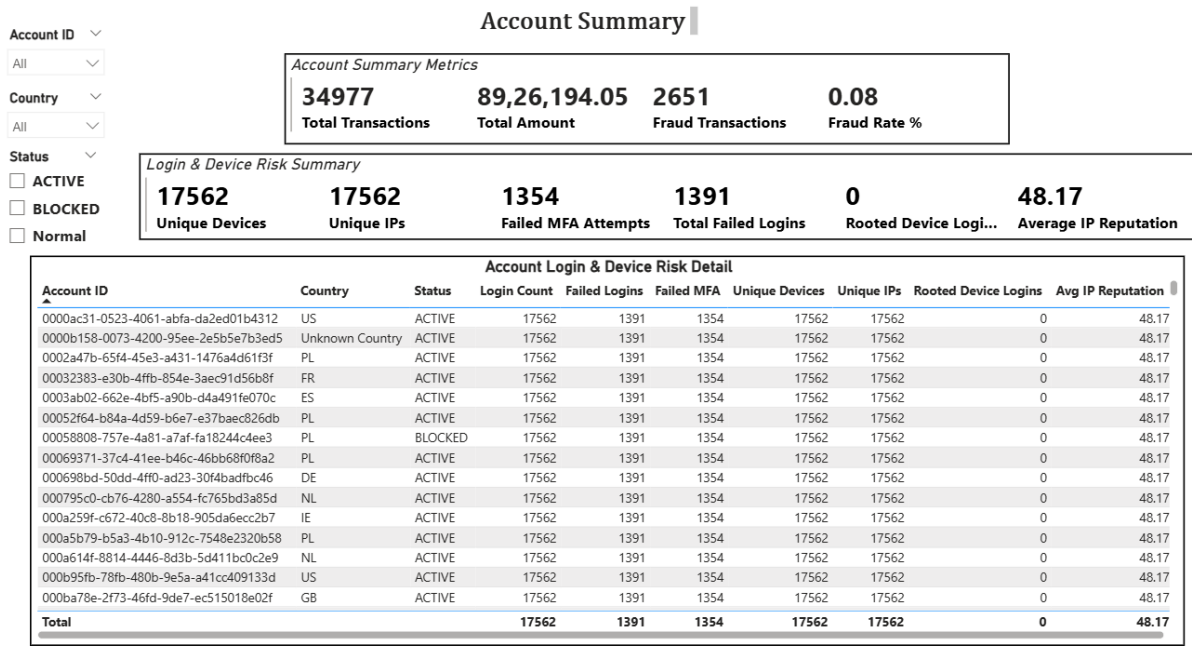 Account Summary
Account ID
All
Country
All
Status
ACTIVE
BLOCKED
Normal
Account Summary Metrics
34977 89,26,194.05 2651 0.08
Total Transactions Total Amount Fraud Transactions Fraud Rate %
Login & Device Risk Summary
17562 17562 1354 1391 0 48.17
Unique Devices Unique IPs Failed MFA Attempts Total Failed Logins Rooted Device Logi... Average IP Reputation
Account Login & Device Risk Detail
Account ID Country Status Login Count Failed Logins Failed MFA Unique Devices Unique IPs Rooted Device Logins Avg IP Reputation
0000ac31-0523-4061-abfa-da2ed01b4312 US ACTIVE 17562 1391 1354 17562 17562 0 48.17
0000b158-0073-4200-95ee-2e5b5e7b3ed5 Unknown Country ACTIVE 17562 1391 1354 17562 17562 0 48.17
0002a47b-65f4-45e3-a431-1476a4d61f3f PL ACTIVE 17562 1391 1354 17562 17562 0 48.17
00032383-e30b-4ffb-854e-3aec91d56b8f FR ACTIVE 17562 1391 1354 17562 17562 0 48.17
0003ab02-662e-4bf5-a90b-d4a491fe070c ES ACTIVE 17562 1391 1354 17562 17562 0 48.17
00052f64-b84a-4d59-b6e7-e37baec826db PL ACTIVE 17562 1391 1354 17562 17562 0 48.17
00058808-757e-4a81-a7af-fa18244c4ee3 PL BLOCKED 17562 1391 1354 17562 17562 0 48.17
00069371-37c4-41ee-b46c-46bb68f0f8a2 PL ACTIVE 17562 1391 1354 17562 17562 0 48.17
000698bd-50dd-4ff0-ad23-30f4badfbc46 DE ACTIVE 17562 1391 1354 17562 17562 0 48.17
000795c0-cb76-4280-a554-fc765bd3a85d NL ACTIVE 17562 1391 1354 17562 17562 0 48.17
000a259f-c672-40c8-8b18-905da6ecc2b7 IE ACTIVE 17562 1391 1354 17562 17562 0 48.17
000a5b79-b5a3-4b10-912c-7548e2320b58 PL ACTIVE 17562 1391 1354 17562 17562 0 48.17
000a614f-8814-4446-8d3b-5d411bc0c2e9 NL ACTIVE 17562 1391 1354 17562 17562 0 48.17
000b95fb-78fb-480b-9e5a-a41cc409133d US ACTIVE 17562 1391 1354 17562 17562 0 48.17
000ba78e-2f73-46fd-9de7-ec515018e02f GB ACTIVE 17562 1391 1354 17562 17562 0 48.17
Total 17562 1391 1354 17562 17562 0 48.17